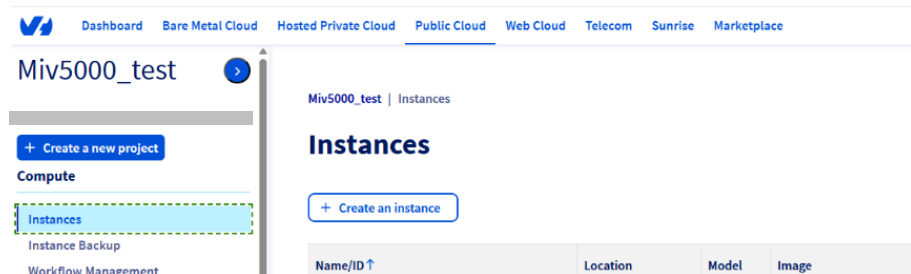 Dashboard Bare Metal Cloud Hosted Private Cloud Public Cloud Web Cloud Telecom Sunrise Marketplace
Miv5000_test
+ Create a new project
Compute
Instances
Instance Backup
Workflow Management
Miv5000_test | Instances
Instances
+ Create an instance
Name/ID↑ Location Model Image